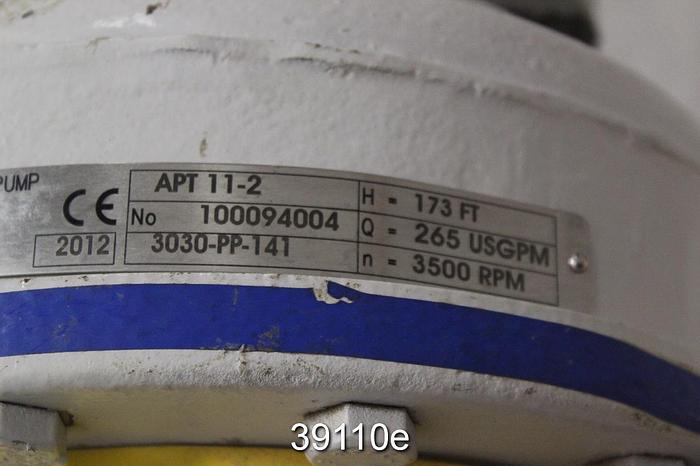 PUMP
CE
2012
APT 11-2
No 100094004
3030-PP-141
H = 173 FT
Q = 265 USGPM
n = 3500 RPM
39110e